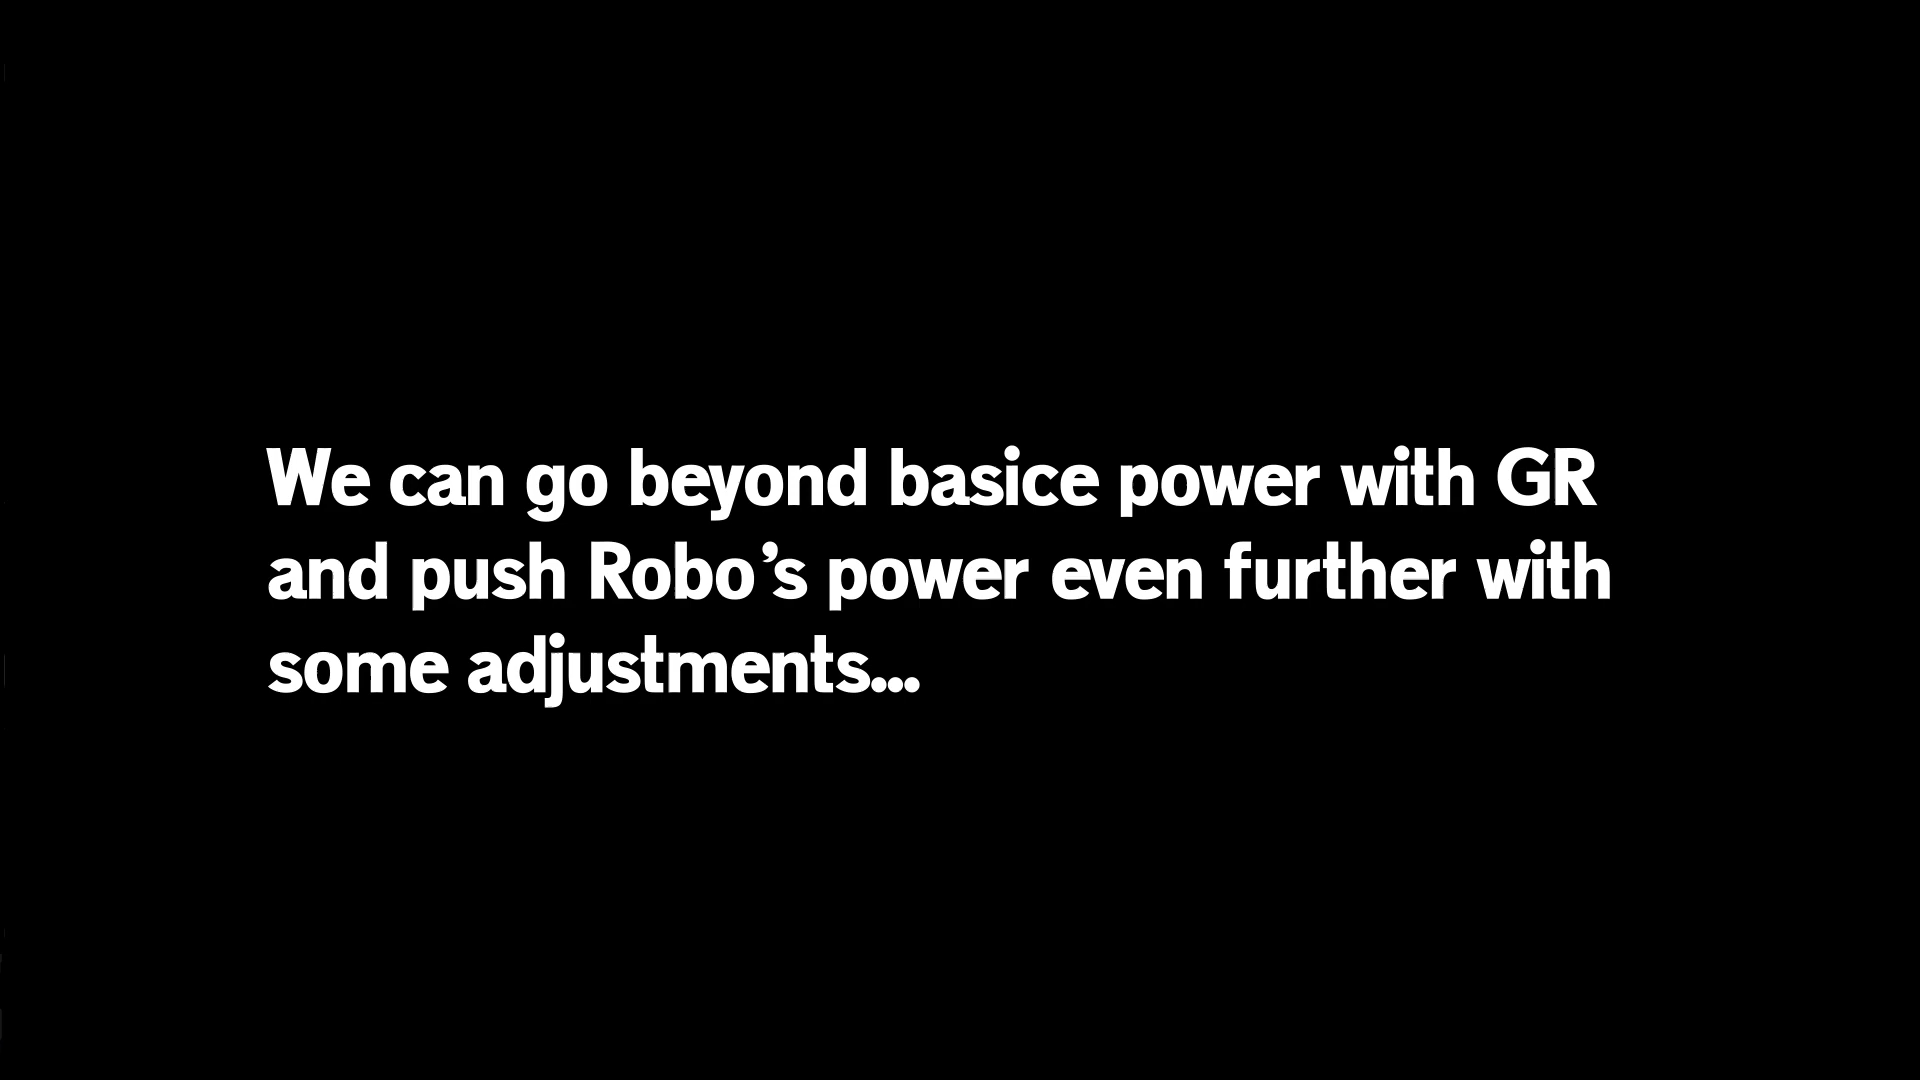 We can go beyond basice power with GR
and push Robo’s power even further with
some adjustments...